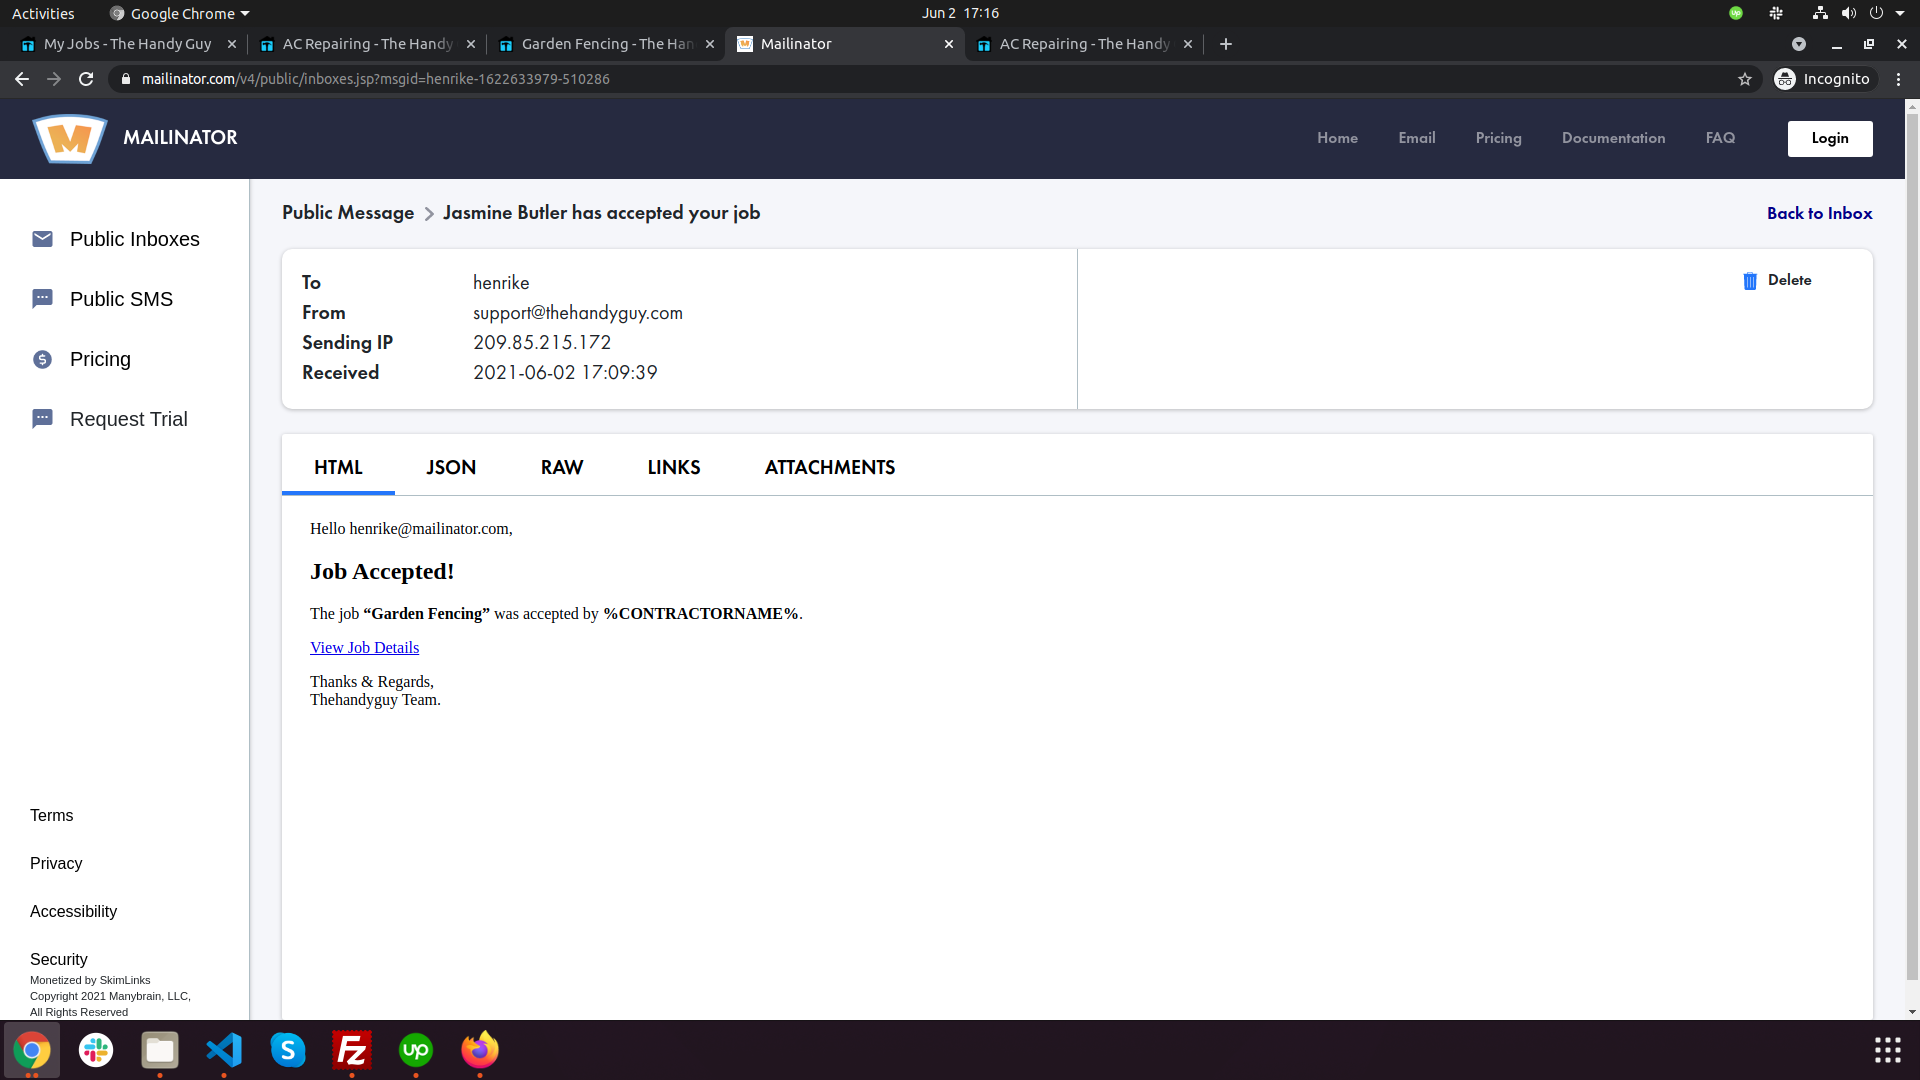 Activities
Google Chrome
Jun 2 17:16
My Jobs - The Handy Guy
AC Repairing - The Handy
Garden Fencing - The Han
Mailinator
AC Repairing - The Handy
mailinator.com/v4/public/inboxes.jsp?msgid=henrike-1622633979-510286
Incognito
MAILINATOR
Home
Email
Pricing
Documentation
FAQ
Login
Public Inboxes
Public SMS
Pricing
Request Trial
Public Message > Jasmine Butler has accepted your job
Back to Inbox
To henrike
From support@thehandyguy.com
Sending IP 209.85.215.172
Received 2021-06-02 17:09:39
Delete
HTML
JSON
RAW
LINKS
ATTACHMENTS
Hello henrike@mailinator.com,
Job Accepted!
The job “Garden Fencing” was accepted by %CONTRACTORNAME%.
View Job Details
Thanks & Regards,
Thehandyguy Team.
Terms
Privacy
Accessibility
Security
Monetized by SkimLinks
Copyright 2021 Manybrain, LLC,
All Rights Reserved